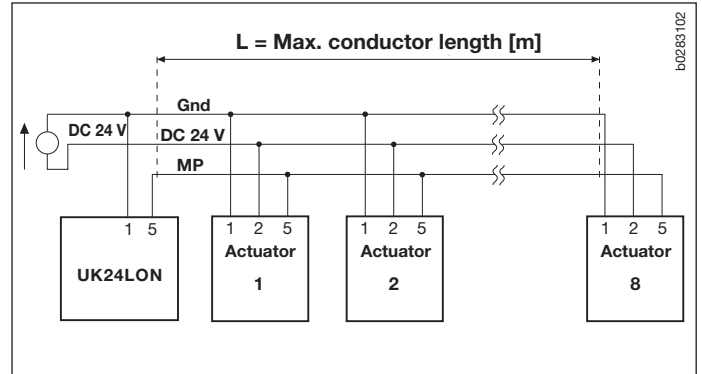 L = Max. conductor length [m]
b0283102
Gnd
DC 24 V
DC 24 V
MP
1 5
UK24LON
1 2 5
Actuator
1
1 2 5
Actuator
2
1 2 5
Actuator
8